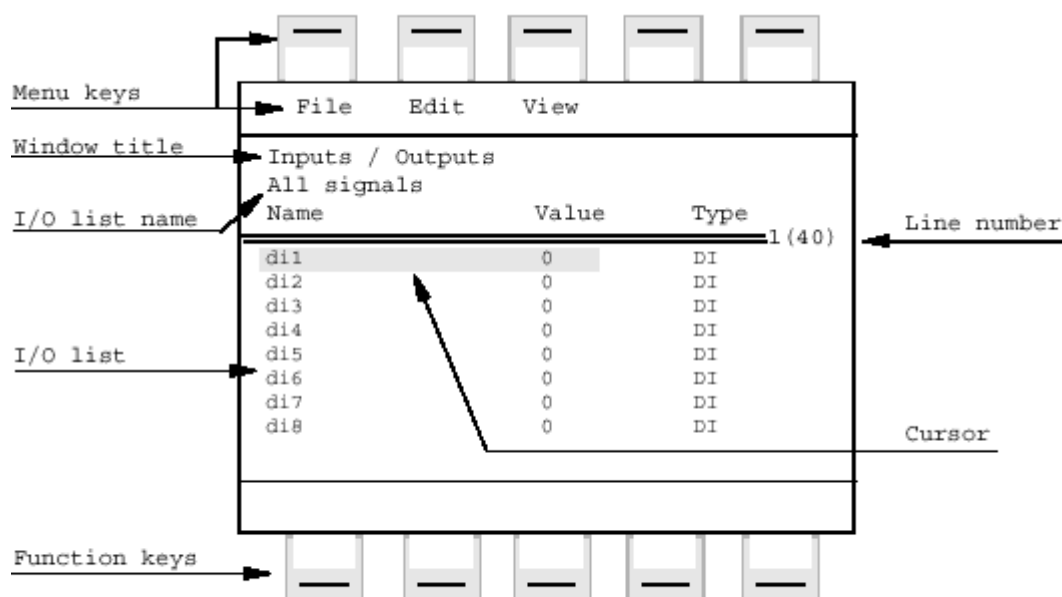 Menu keys
File Edit View
Window title
Inputs / Outputs
All signals
I/O list name
Name Value Type
1(40)
Line number
di1 0 DI
di2 0 DI
di3 0 DI
di4 0 DI
di5 0 DI
I/O list
di6 0 DI
di7 0 DI
di8 0 DI
Cursor
Function keys